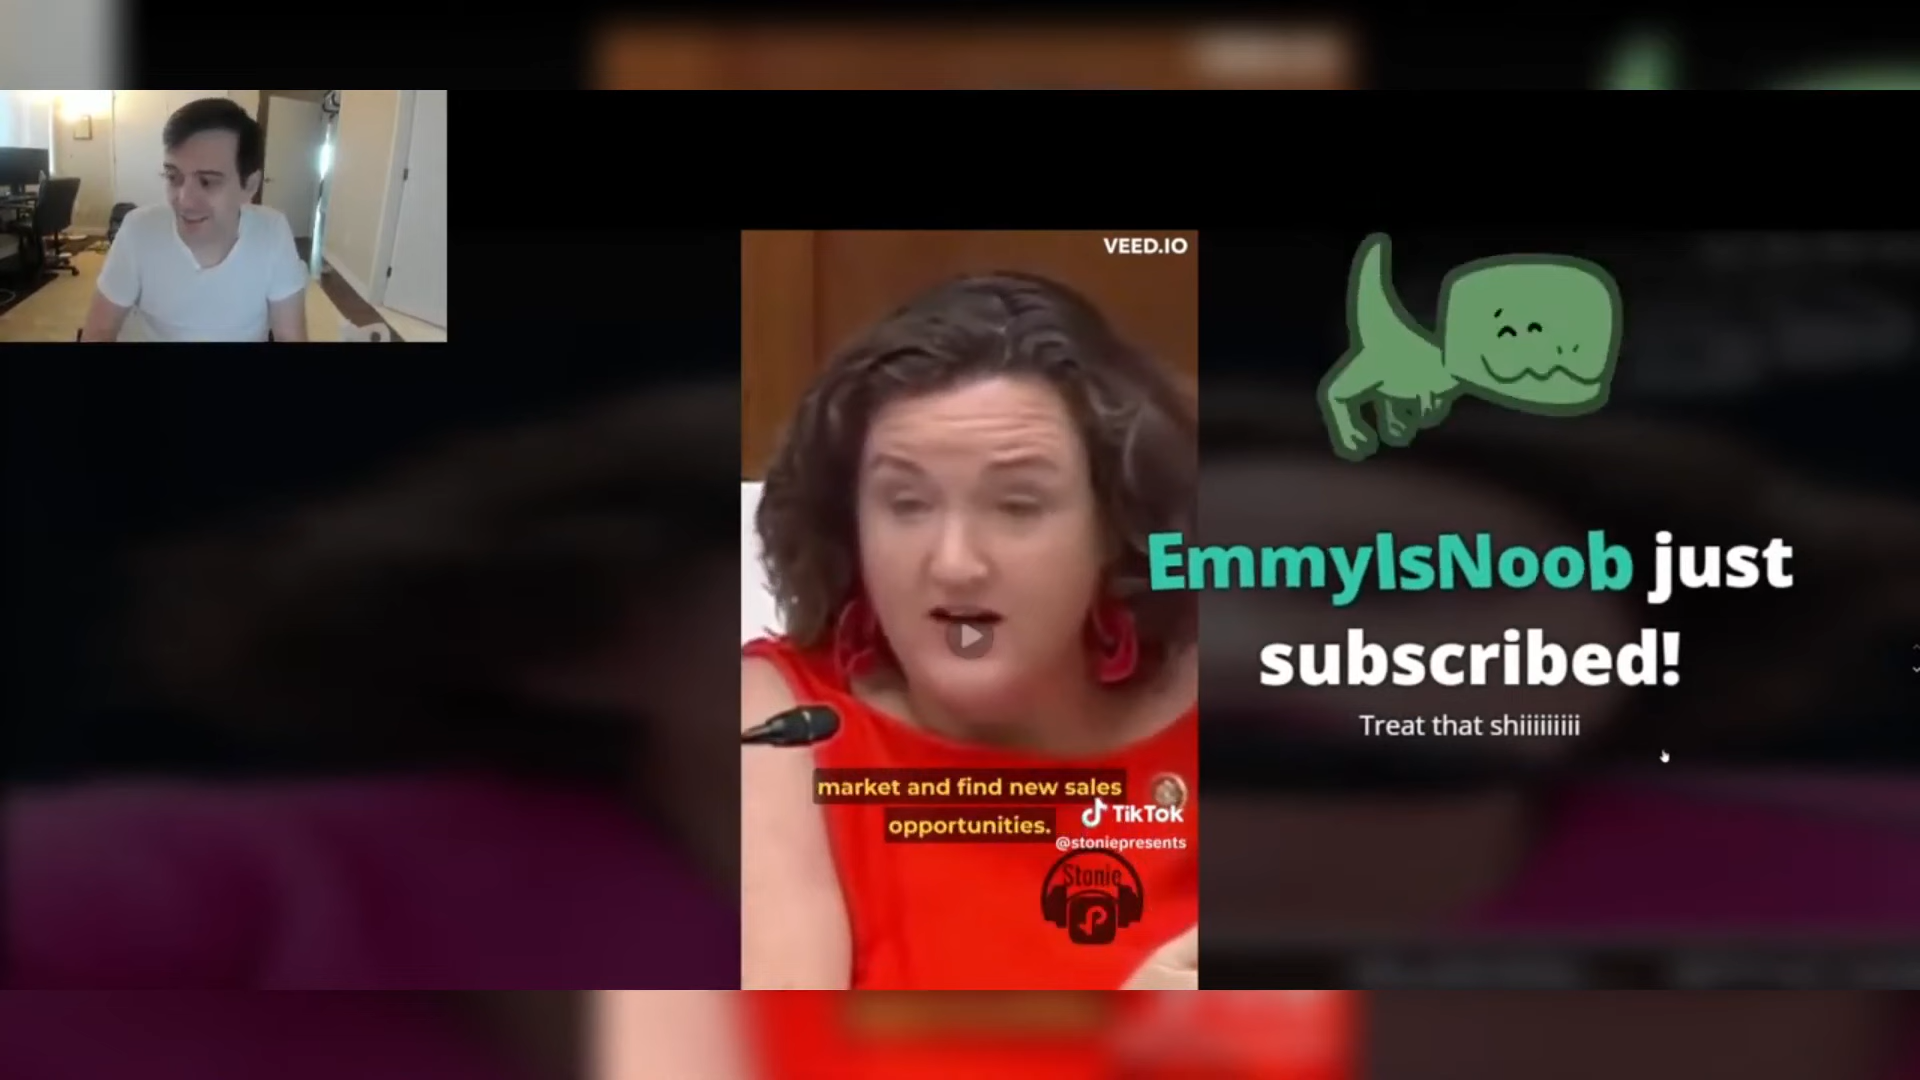 VEED.IO
EmmyIsNoob just
subscribed!
Treat that shiiiiiiiii
market and find new sales
opportunities.
TikTok
@stoniepresents
Stonie